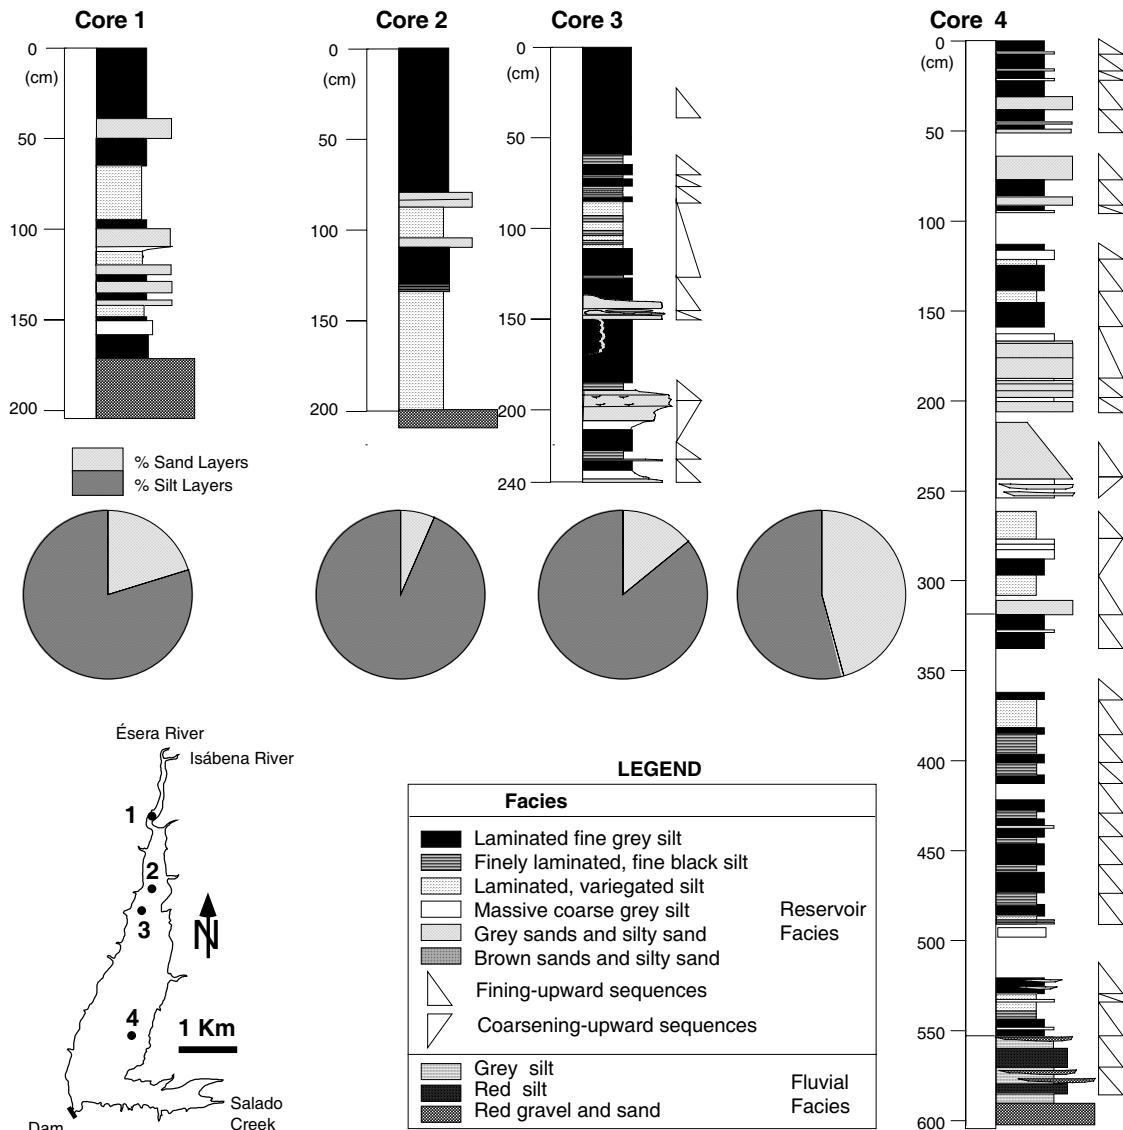 Core 1
Core 2
Core 3
Core 4
0
(cm)
50
100
150
200
0
(cm)
50
100
150
200
0
(cm)
50
100
150
200
240
0
(cm)
50
100
150
200
250
300
350
400
450
500
550
600
% Sand Layers
% Silt Layers
Ésera River
Isábena River
1
2
3
4
N
1 Km
Salado
Creek
Dam
LEGEND
Facies
Laminated fine grey silt
Finely laminated, fine black silt
Laminated, variegated silt
Massive coarse grey silt
Grey sands and silty sand
Brown sands and silty sand
Reservoir
Facies
Fining-upward sequences
Coarsening-upward sequences
Grey silt
Red silt
Red gravel and sand
Fluvial
Facies